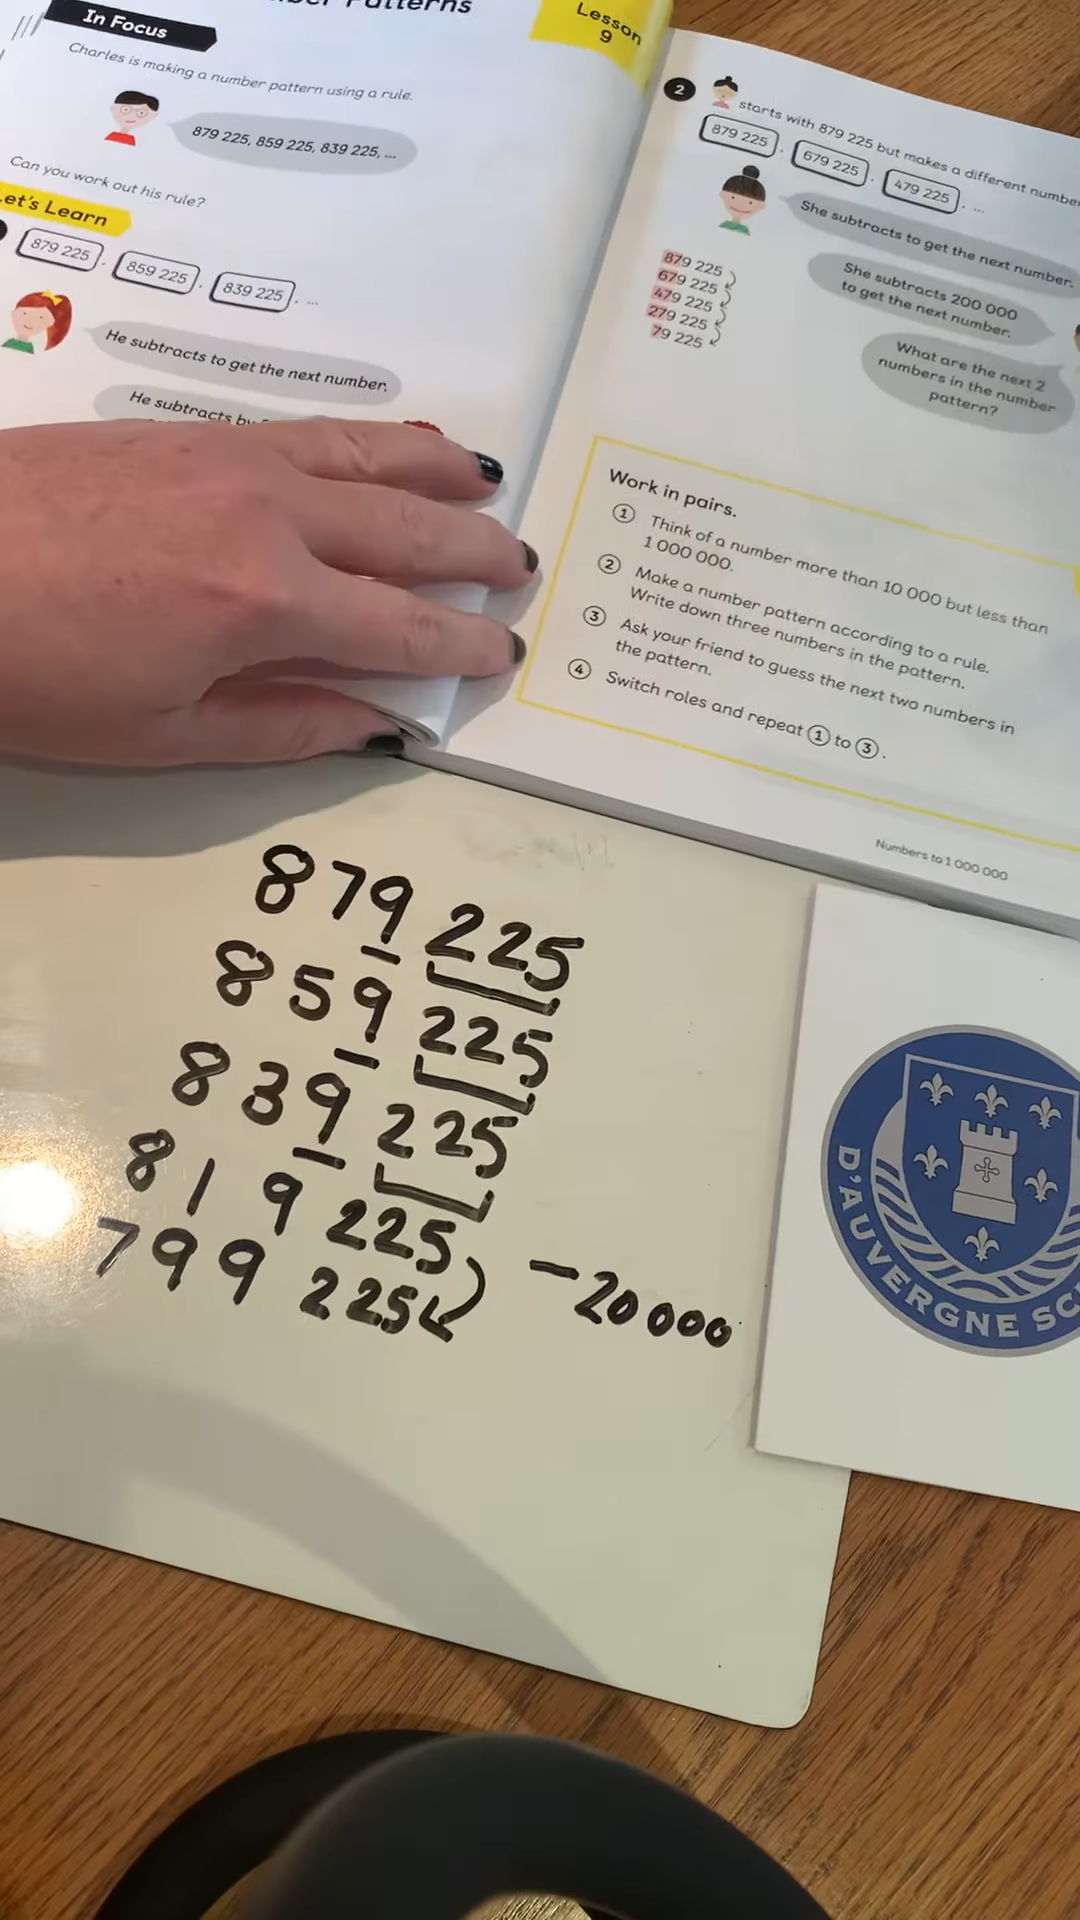 Patterns
Lesson
9
In Focus
Charles is making a number pattern using a rule.
879 225, 859 225, 839 225, ...
Can you work out his rule?
Let's Learn
879 225, 859 225, 839 225, ...
He subtracts to get the next number.
He subtracts by
2
starts with 879 225 but makes a different number
879 225, 679 225, 479 225, ...
She subtracts to get the next number.
She subtracts 200 000
to get the next number.
879 225
679 225
479 225
279 225
79 225
What are the next 2
numbers in the number
pattern?
Work in pairs.
1 Think of a number more than 10 000 but less than
1 000 000.
2 Make a number pattern according to a rule.
Write down three numbers in the pattern.
3 Ask your friend to guess the next two numbers in
the pattern.
4 Switch roles and repeat 1 to 3.
Numbers to 1 000 000
879 225
859 225
839 225
819 225
799 225
-20 000
D'AUVERGNE SC